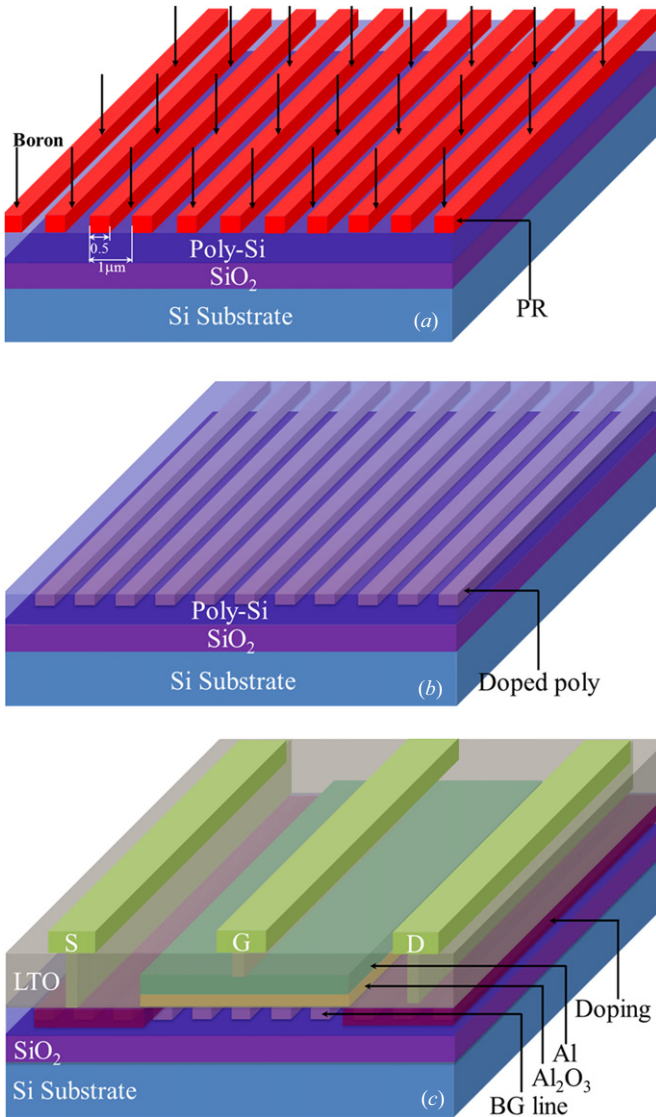 Boron
0.5
1μm
Poly-Si
SiO₂
Si Substrate
(a)
PR
Poly-Si
SiO₂
Si Substrate
(b)
Doped poly
S
G
D
LTO
Doping
SiO₂
Al
Al₂O₃
Si Substrate
BG line
(c)